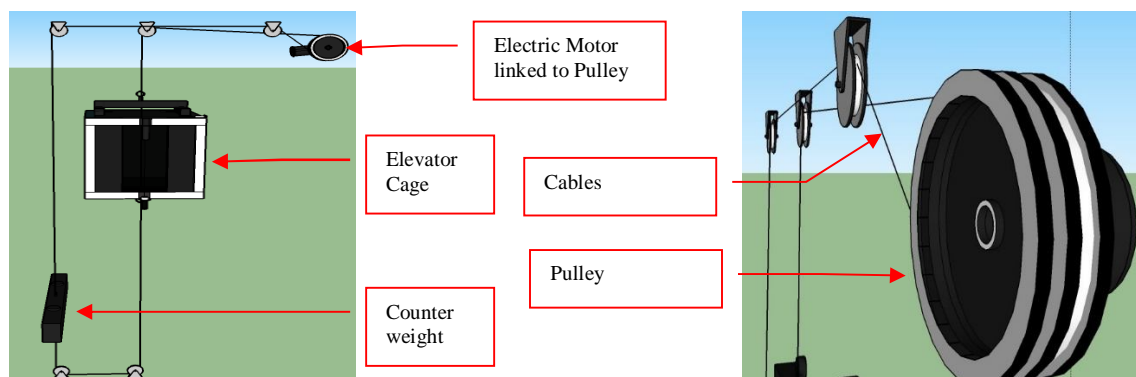 Electric Motor
linked to Pulley
Elevator
Cage
Cables
Pulley
Counter
weight